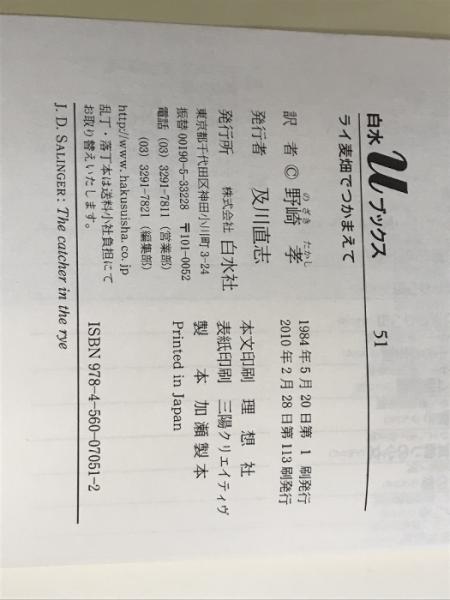 白水uブックス 51
ライ麦畑でつかまえて
1984年5月20日第 1 刷発行
2010年2月28日第113刷発行
のざき たかし
訳 者 © 野崎 孝
発行者 及川直志
発行所 株式会社 白水社
東京都千代田区神田小川町3-24
振替 00190-5-33228 〒101-0052
電話 (03) 3291-7811 (営業部)
(03) 3291-7821 (編集部)
http://www.hakusuisha.co.jp
乱丁・落丁本は送料小社負担にて
お取り替えいたします。
本文印刷 理想社
表紙印刷 三陽クリエイティヴ
製 本 加瀬製本
Printed in Japan
ISBN 978-4-560-07051-2
J. D. SALINGER: The catcher in the rye